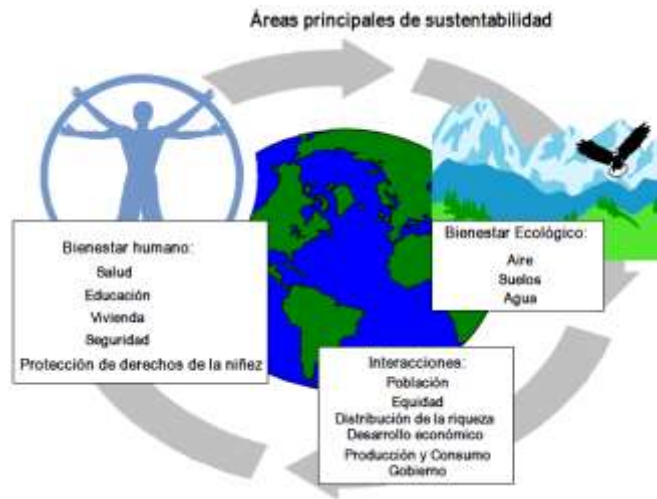 Áreas principales de sustentabilidad
Bienestar humano:
Salud
Educación
Vivienda
Seguridad
Protección de derechos de la niñez
Bienestar Ecológico:
Aire
Suelos
Agua
Interacciones:
Población
Equidad
Distribución de la riqueza
Desarrollo económico
Producción y Consumo
Gobierno